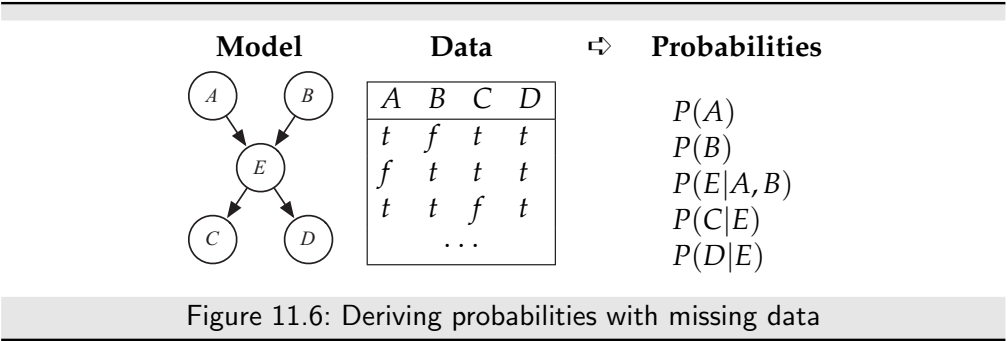 Model Data ➪ Probabilities
A B
E
C D
A B C D
t f t t
f t t t
t t f t
. . .
P(A)
P(B)
P(E|A, B)
P(C|E)
P(D|E)
Figure 11.6: Deriving probabilities with missing data